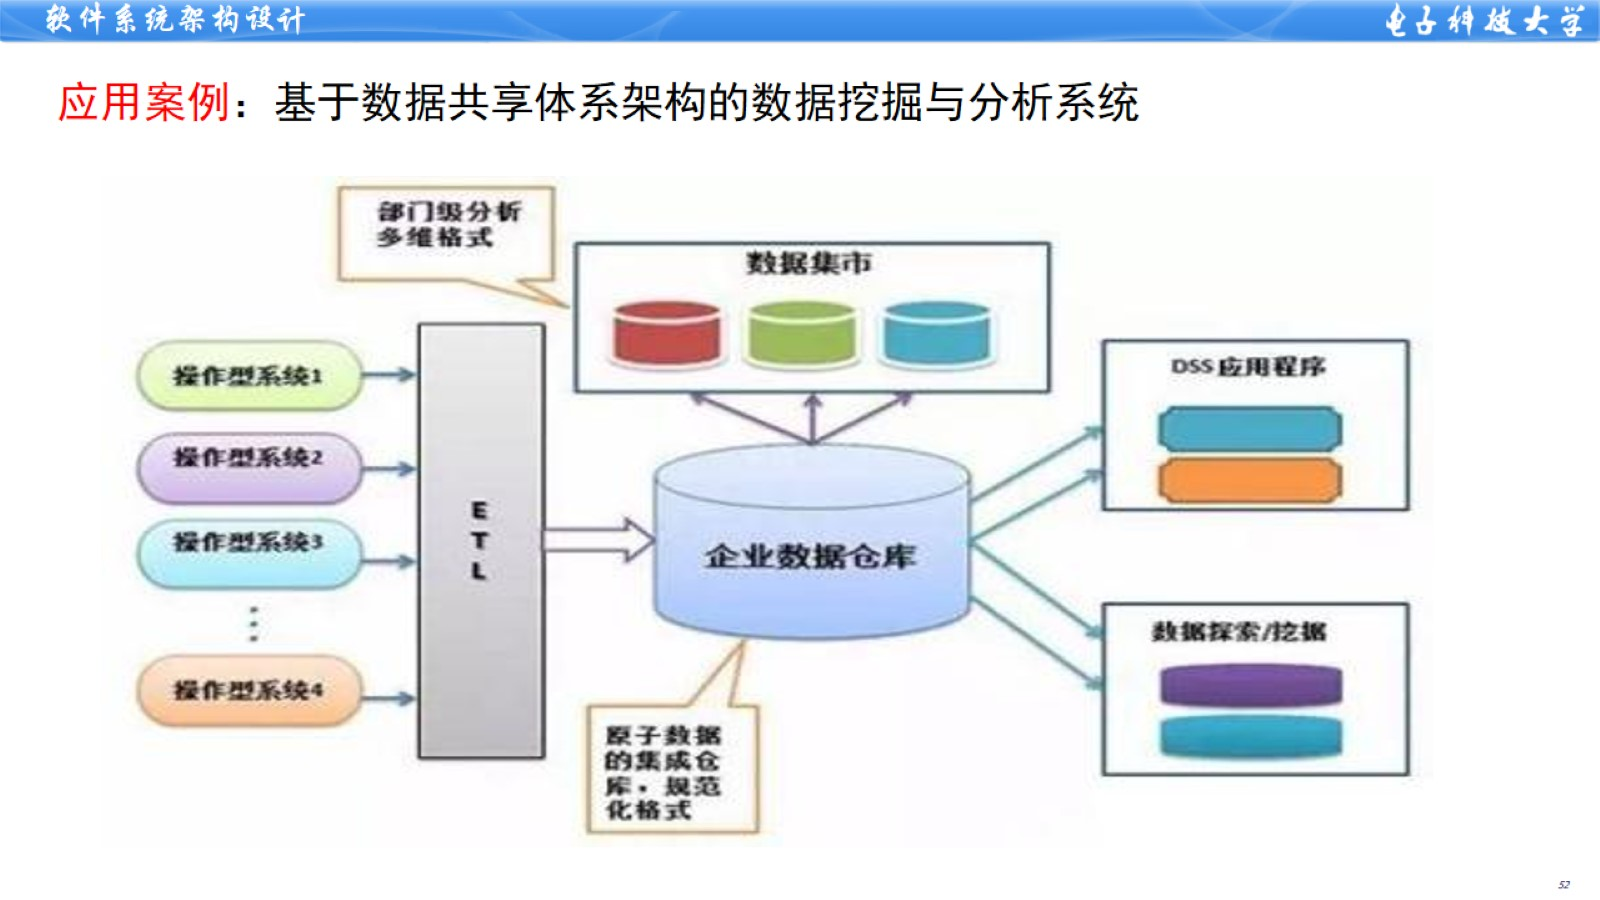 软件系统架构设计
电子科技大学
应用案例：基于数据共享体系架构的数据挖掘与分析系统
部门级分析
多维格式
数据集市
操作型系统1
操作型系统2
操作型系统3
操作型系统4
E
T
L
企业数据仓库
DSS 应用程序
数据探索/挖据
原子数据
的集成仓
库，规范
化格式
52